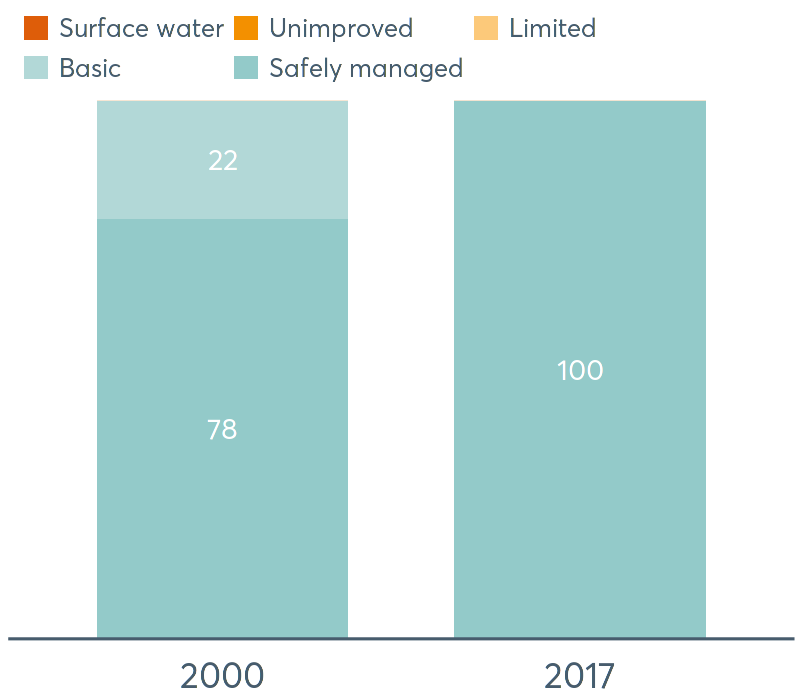 Surface water Unimproved Limited
Basic Safely managed
22
78
100
2000 2017